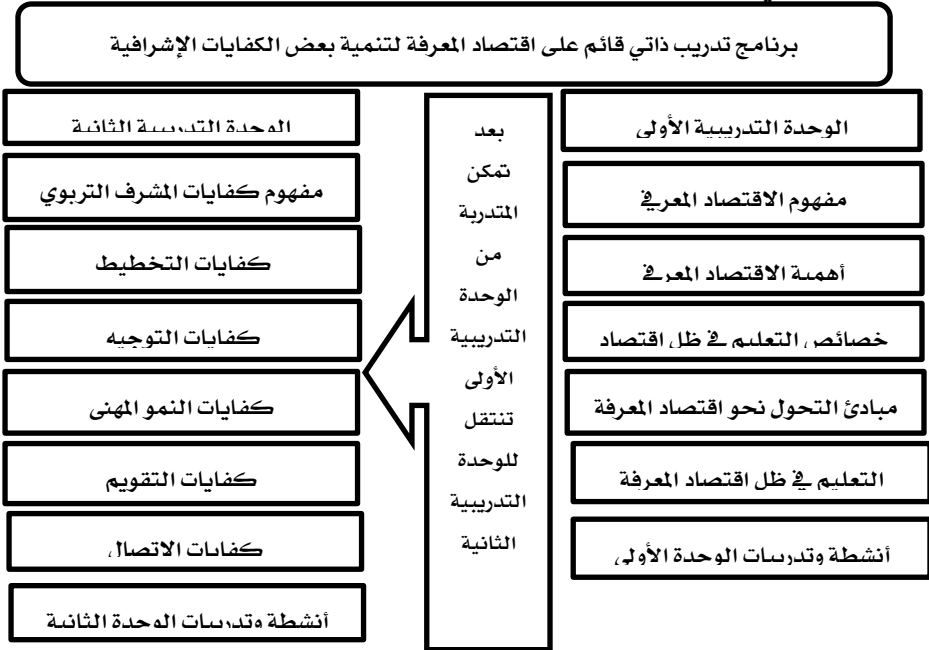 برنامج تدريب ذاتي قائم على اقتصاد المعرفة لتنمية بعض الكفايات الإشرافية
الوحدة التدريبية الأولى
مفهوم الاقتصاد المعرفي
أهمية الاقتصاد المعرفي
خصائص التعليم في ظل اقتصاد
مبادئ التحول نحو اقتصاد المعرفة
التعليم في ظل اقتصاد المعرفة
أنشطة وتدريبات الوحدة الأولى
بعد
تمكن
المتدربة
من
الوحدة
التدريبية
الأولى
تنتقل
للوحدة
التدريبية
الثانية
الوحدة التدريبية الثانية
مفهوم كفايات المشرف التربوي
كفايات التخطيط
كفايات التوجيه
كفايات النمو المهني
كفايات التقويم
كفايات الاتصال
أنشطة وتدريبات الوحدة الثانية